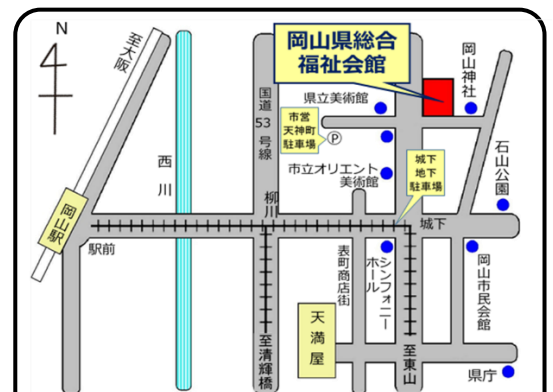 N
至大阪
岡山県総合
福祉会館
岡山神社
国道53号線
県立美術館
市営
天神町
駐車場
P
西川
市立オリエント
美術館
城下
地下
駐車場
石山公園
柳川
岡山駅
駅前
城下
表町商店街
シンフォニー
ホール
岡山市民会館
天満屋
至清輝橋
至東山
県庁